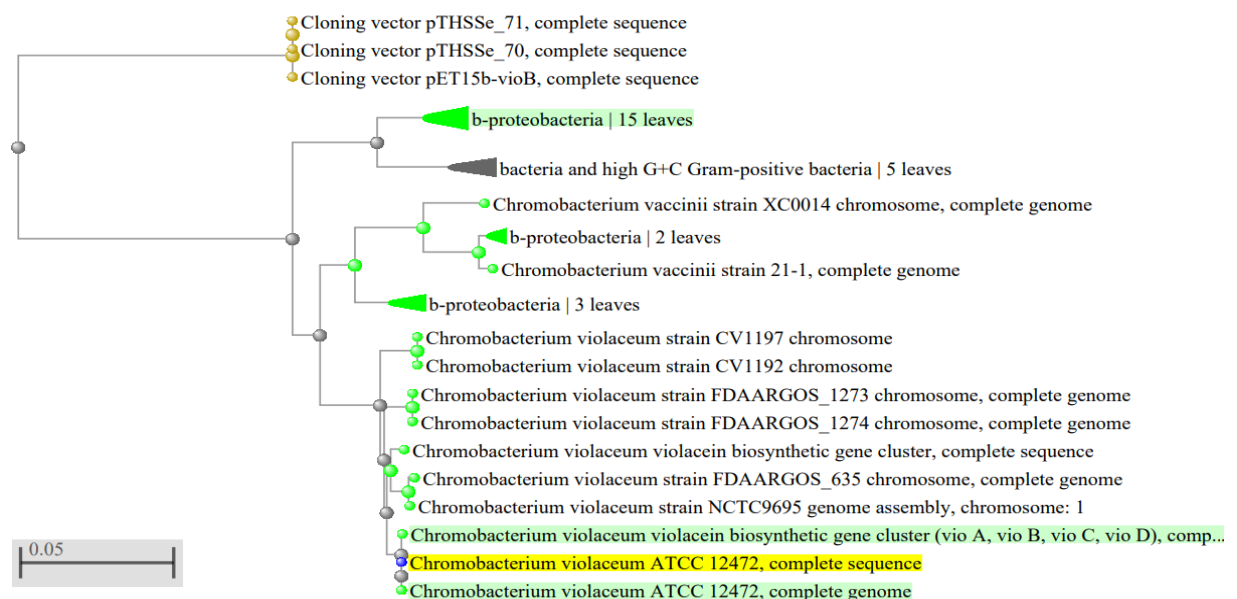 Cloning vector pTHSSe_71, complete sequence
Cloning vector pTHSSe_70, complete sequence
Cloning vector pET15b-vioB, complete sequence
b-proteobacteria | 15 leaves
bacteria and high G+C Gram-positive bacteria | 5 leaves
Chromobacterium vaccinii strain XC0014 chromosome, complete genome
b-proteobacteria | 2 leaves
Chromobacterium vaccinii strain 21-1, complete genome
b-proteobacteria | 3 leaves
Chromobacterium violaceum strain CV1197 chromosome
Chromobacterium violaceum strain CV1192 chromosome
Chromobacterium violaceum strain FDAARGOS_1273 chromosome, complete genome
Chromobacterium violaceum strain FDAARGOS_1274 chromosome, complete genome
Chromobacterium violaceum violacein biosynthetic gene cluster, complete sequence
Chromobacterium violaceum strain FDAARGOS_635 chromosome, complete genome
Chromobacterium violaceum strain NCTC9695 genome assembly, chromosome: 1
Chromobacterium violaceum violacein biosynthetic gene cluster (vio A, vio B, vio C, vio D), comp...
Chromobacterium violaceum ATCC 12472, complete sequence
Chromobacterium violaceum ATCC 12472, complete genome
0.05